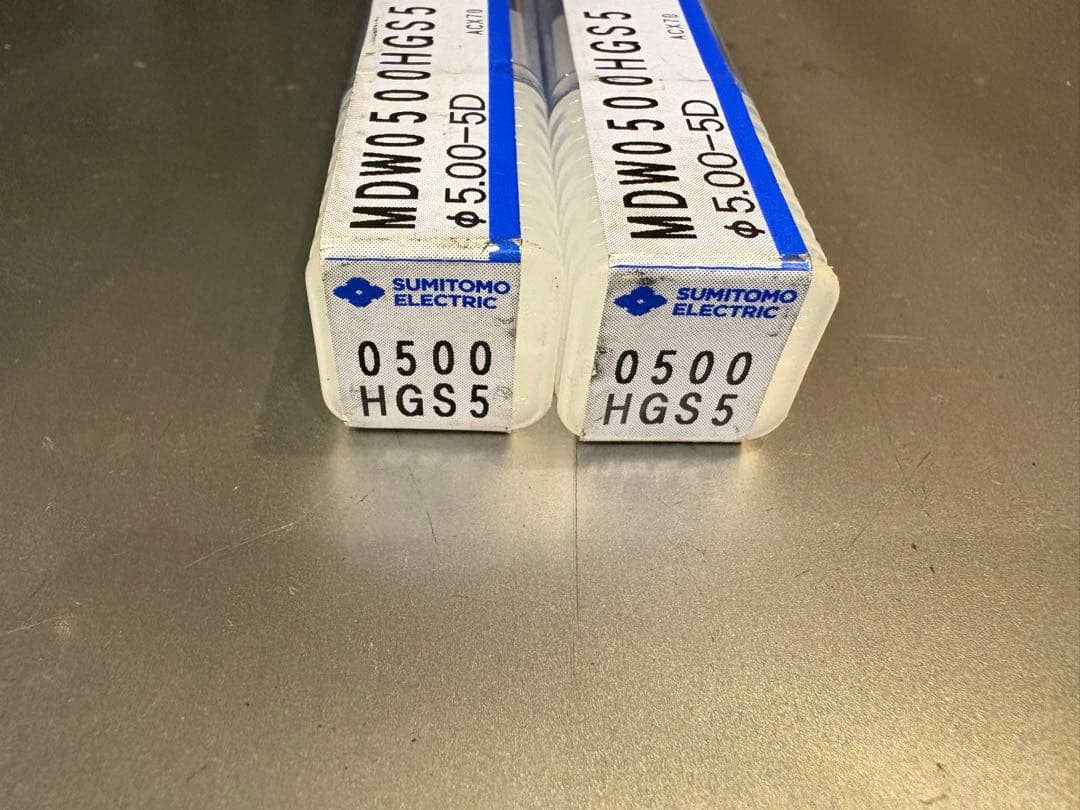 MDW0500HGS5
ACX70
φ5.00-5D
SUMITOMO
ELECTRIC
0500
HGS5
MDW0500HGS5
ACX70
φ5.00-5D
SUMITOMO
ELECTRIC
0500
HGS5